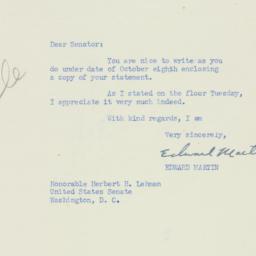 Dear Senator:
You are nice to write as you
do under date of October eighth enclosing
a copy of your statement.
As I stated on the floor Tuesday,
I appreciate it very much indeed.
With kind regards, I am
Very sincerely,
Edward Mart
EDWARD MARTIN
Honorable Herbert H. Lehman
United States Senate
Washington, D. C.